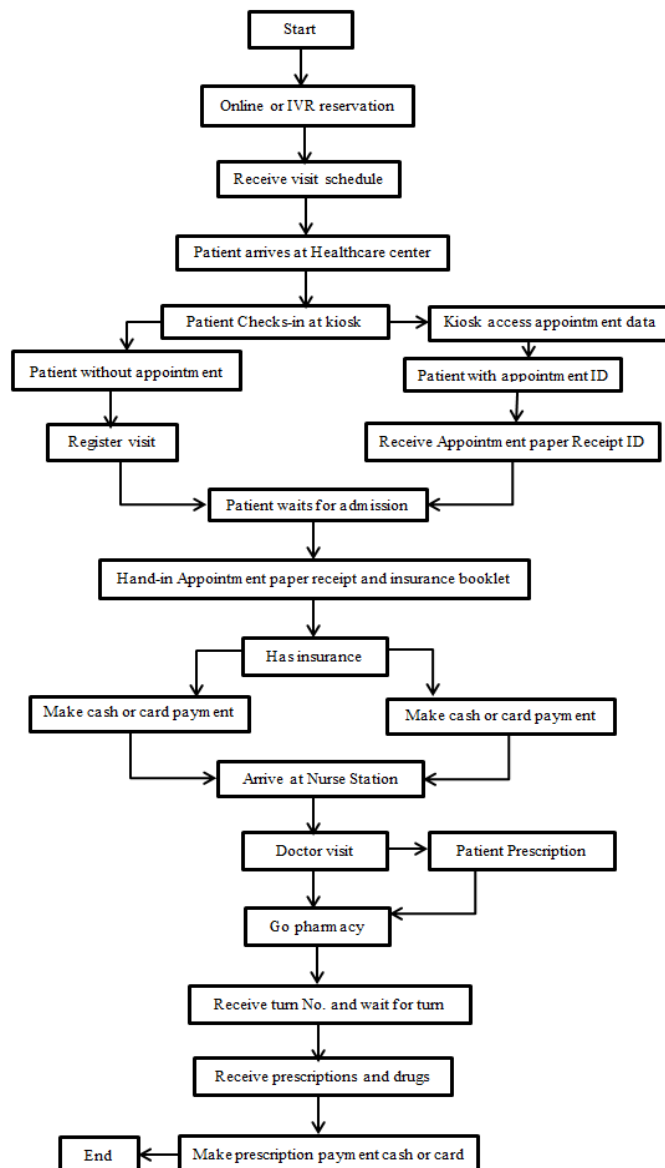 Start
Online or IVR reservation
Receive visit schedule
Patient arrives at Healthcare center
Patient Checks-in at kiosk
Kiosk access appointment data
Patient without appointment
Patient with appointment ID
Register visit
Receive Appointment paper Receipt ID
Patient waits for admission
Hand-in Appointment paper receipt and insurance booklet
Has insurance
Make cash or card payment
Make cash or card payment
Arrive at Nurse Station
Doctor visit
Patient Prescription
Go pharmacy
Receive turn No. and wait for turn
Receive prescriptions and drugs
End
Make prescription payment cash or card